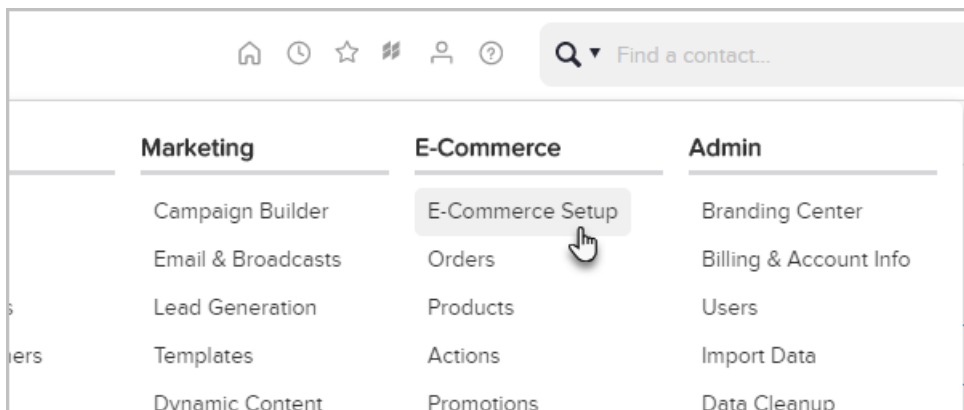 Find a contact...
Marketing
E-Commerce
Admin
Campaign Builder
E-Commerce Setup
Branding Center
Email & Broadcasts
Orders
Billing & Account Info
Lead Generation
Products
Users
Templates
Actions
Import Data
Dynamic Content
Promotions
Data Cleanup